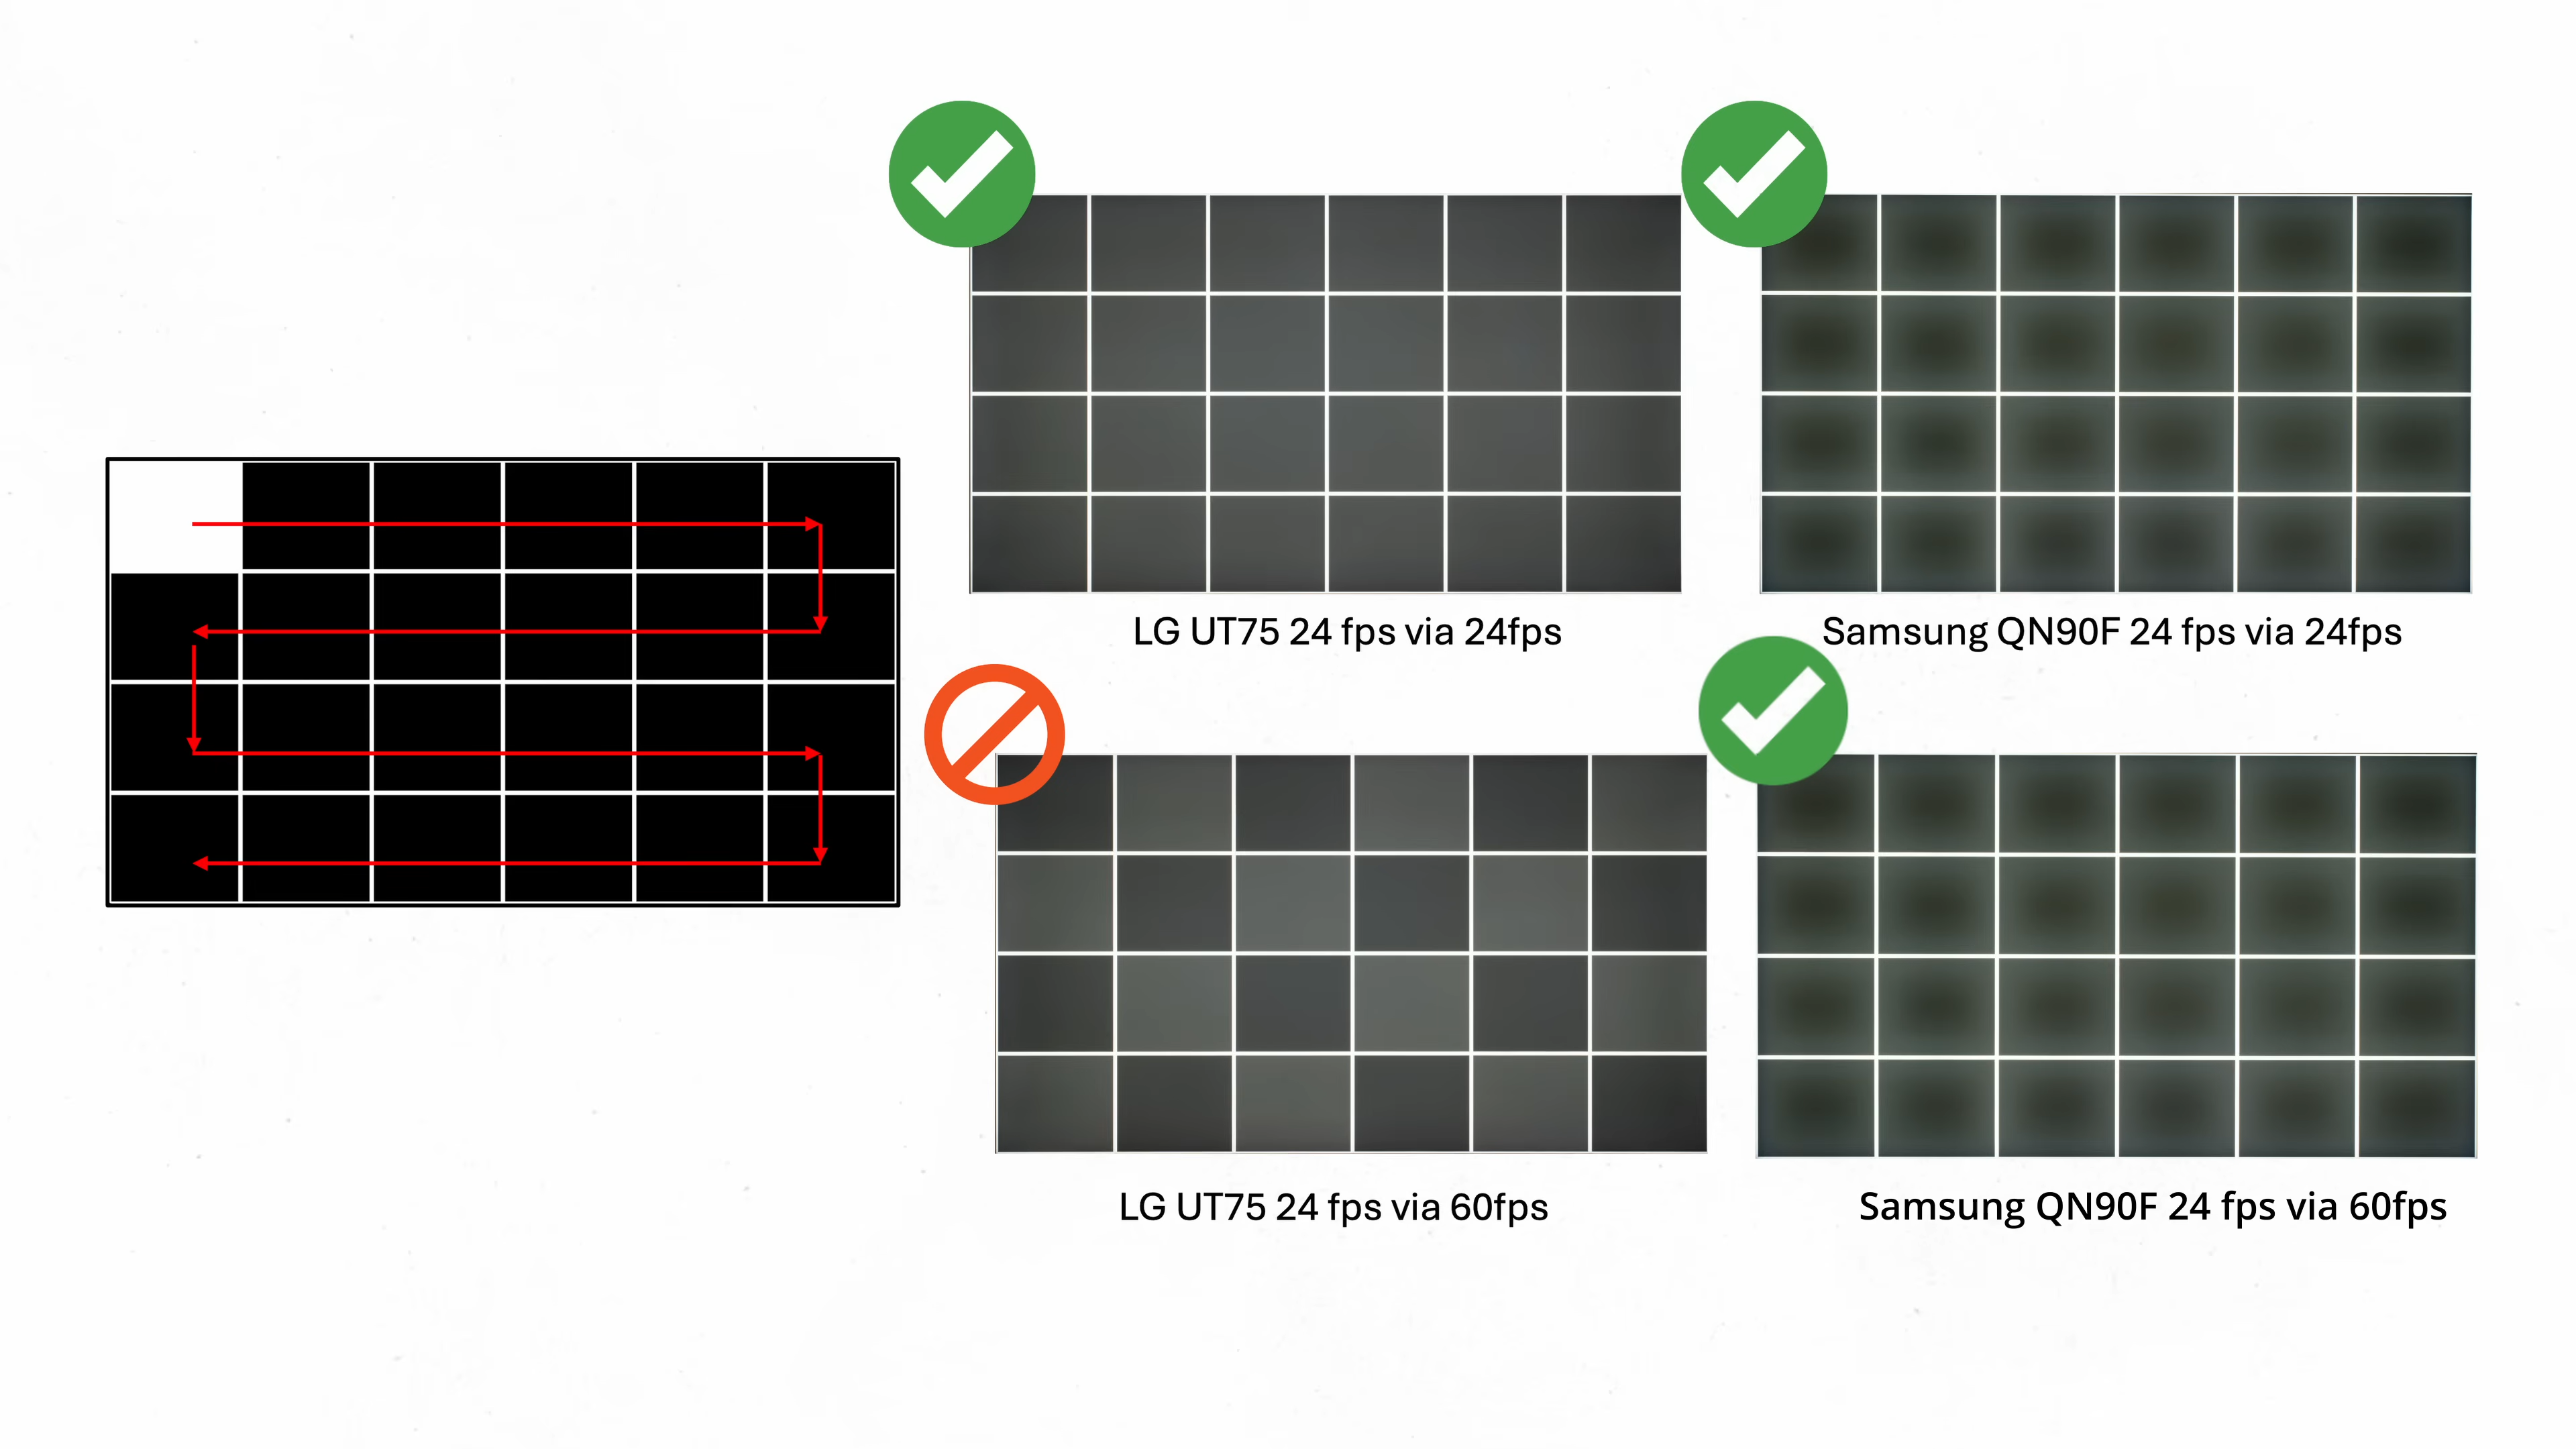 LG UT75 24 fps via 24fps
Samsung QN90F 24 fps via 24fps
LG UT75 24 fps via 60fps
Samsung QN90F 24 fps via 60fps